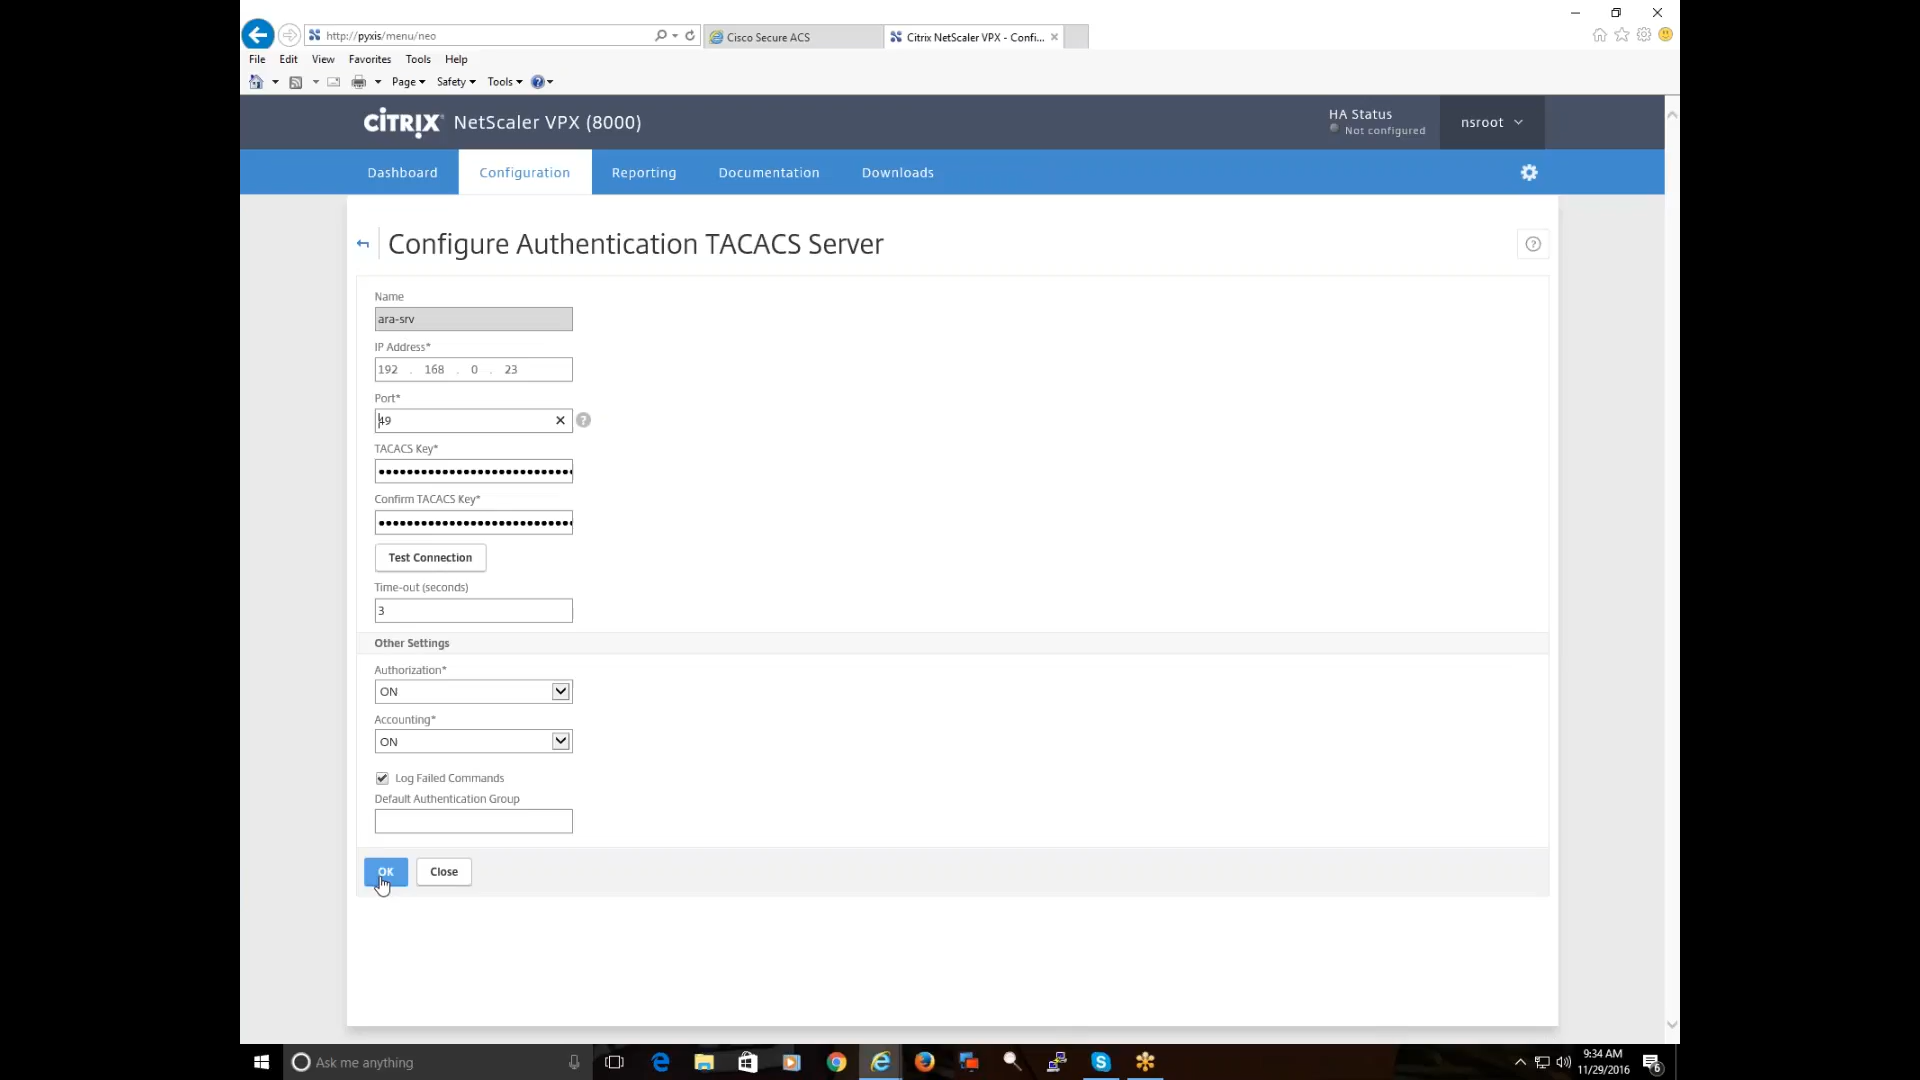 http://pyxis/menu/neo
Cisco Secure ACS
Citrix NetScaler VPX - Confi...
File Edit View Favorites Tools Help
Page Safety Tools
CITRIX NetScaler VPX (8000)
HA Status
Not configured
nsroot
Dashboard Configuration Reporting Documentation Downloads
Configure Authentication TACACS Server
Name
ara-srv
IP Address*
192 . 168 . 0 . 23
Port*
49
TACACS Key*
Confirm TACACS Key*
Test Connection
Time-out (seconds)
3
Other Settings
Authorization*
ON
Accounting*
ON
Log Failed Commands
Default Authentication Group
OK Close
Ask me anything
9:34 AM
11/29/2016
6